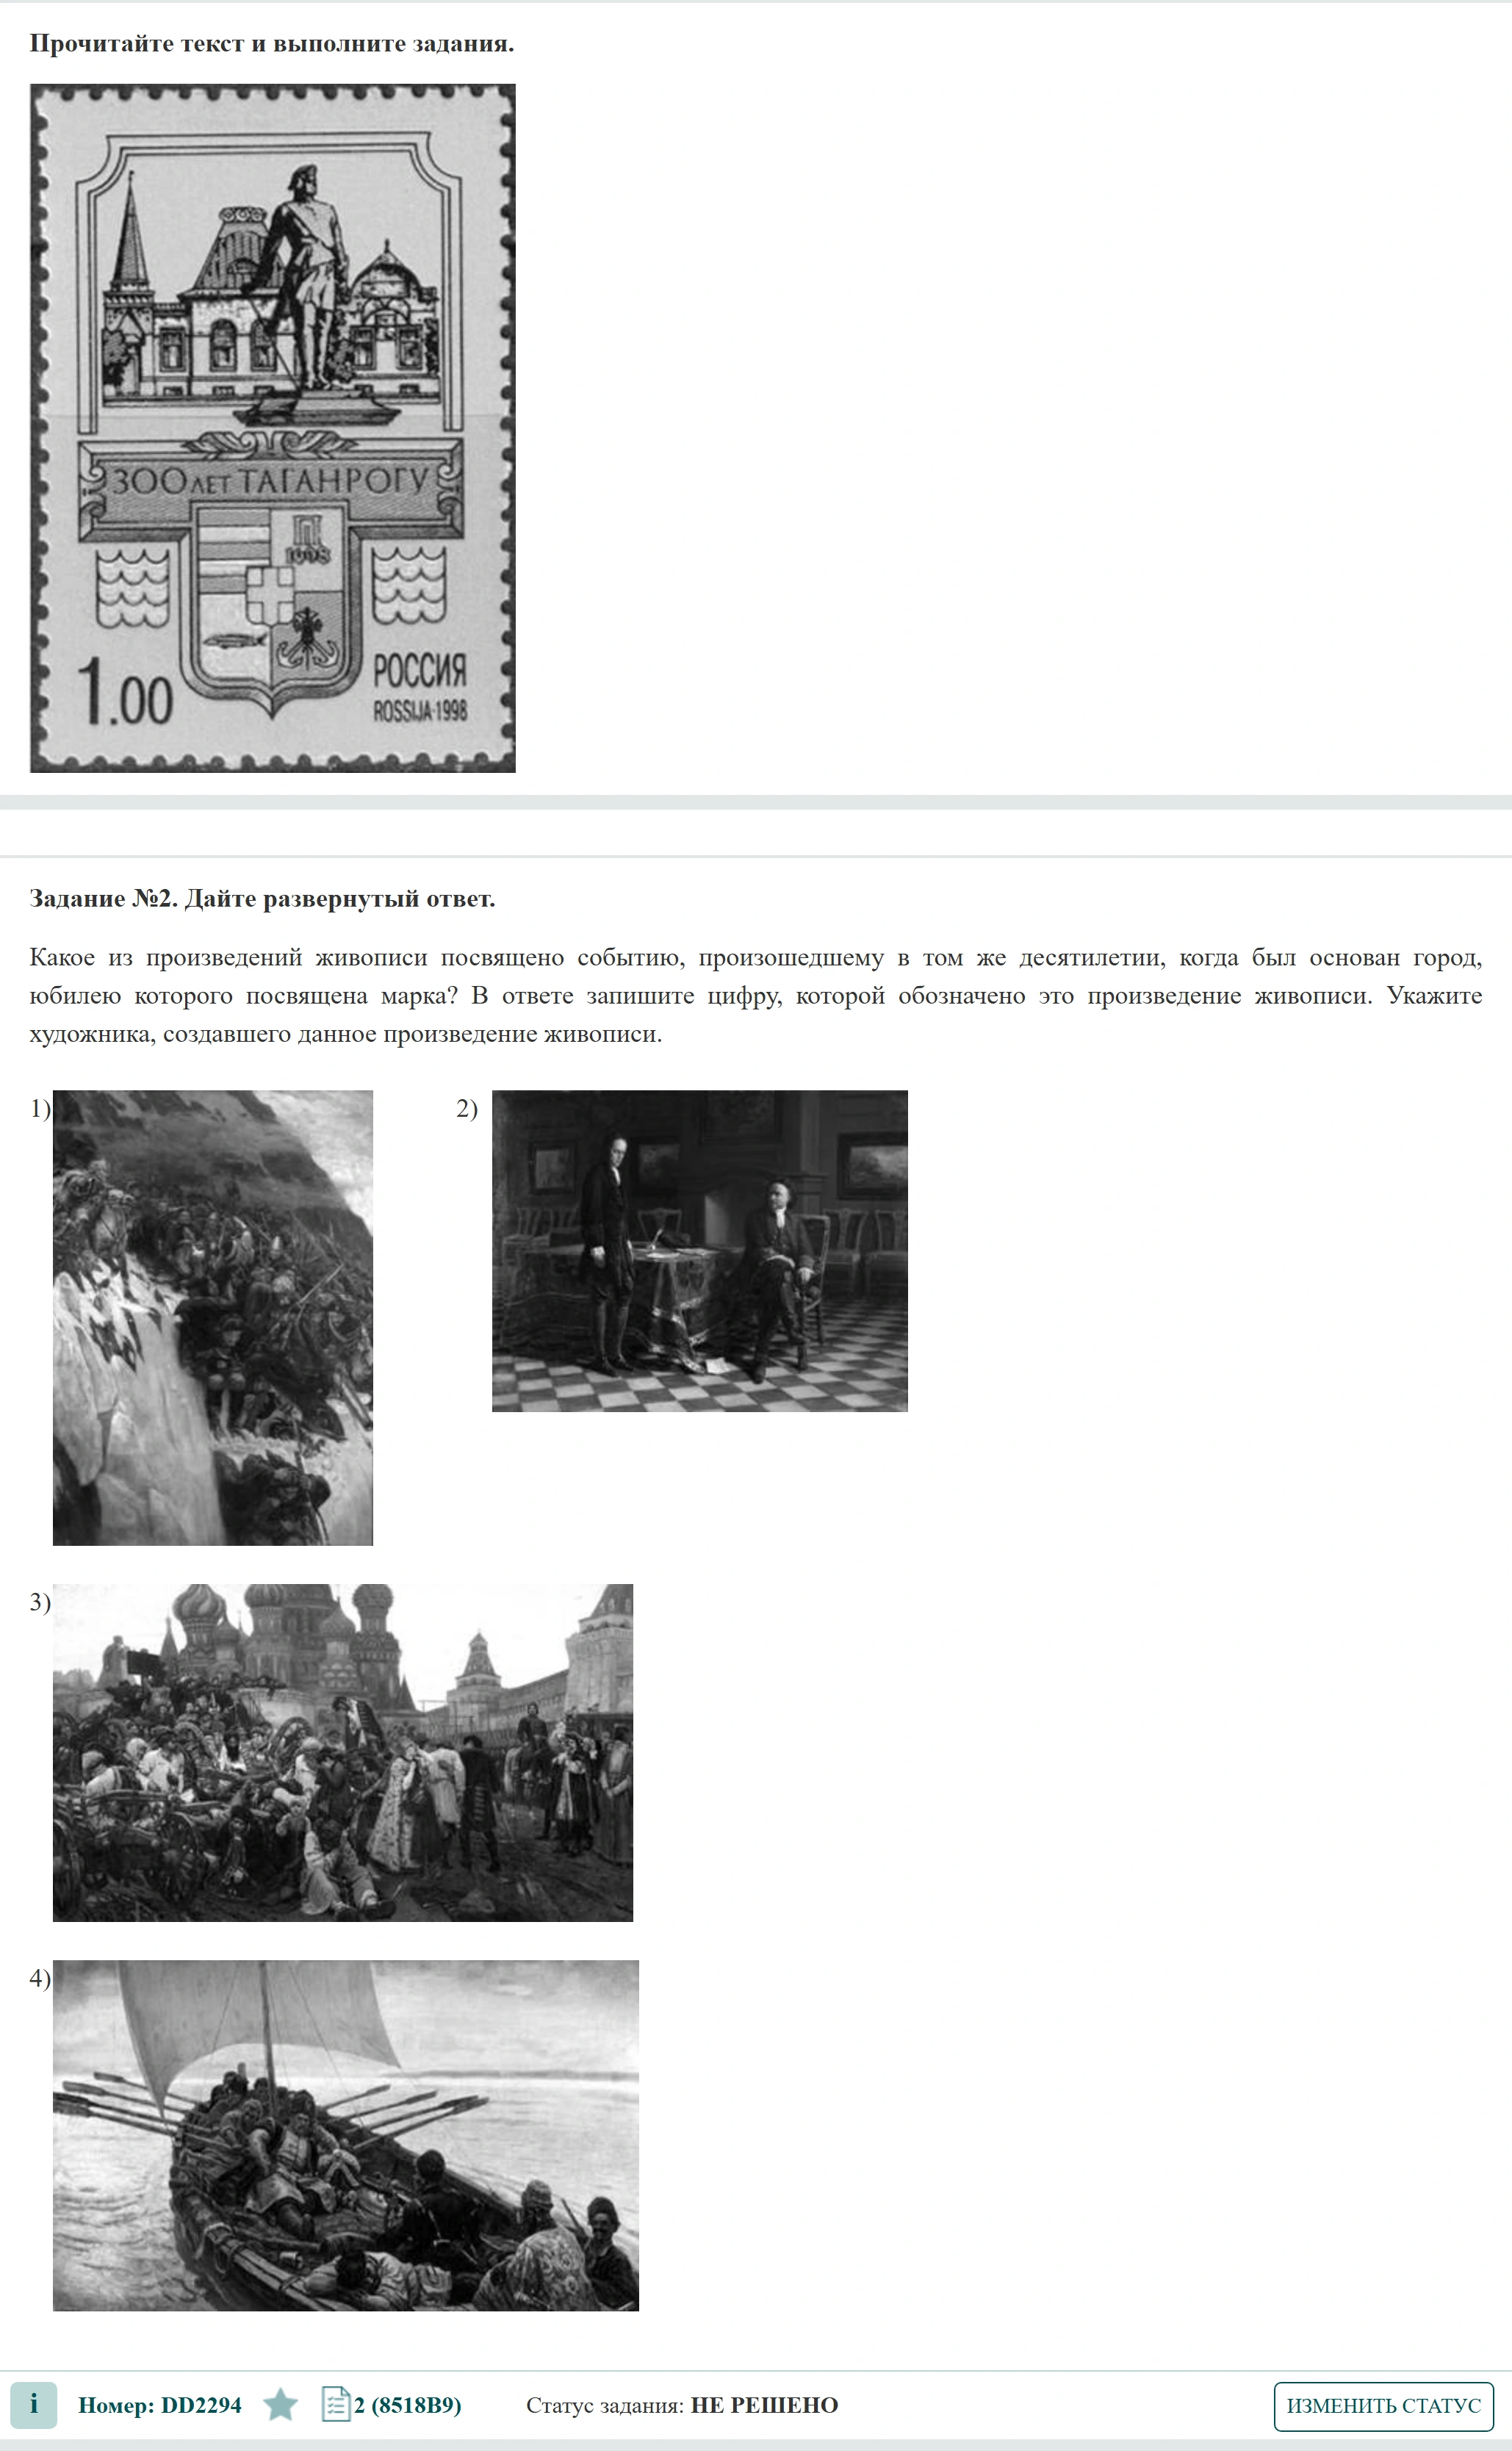 Прочитайте текст и выполните задания.
300 ЛЕТ ТАГАНРОГУ
1698
1.00
РОССИЯ
ROSSIJA·1998
Задание №2. Дайте развернутый ответ.
Какое из произведений живописи посвящено событию, произошедшему в том же десятилетии, когда был основан город,
юбилею которого посвящена марка? В ответе запишите цифру, которой обозначено это произведение живописи. Укажите
художника, создавшего данное произведение живописи.
1)
2)
3)
4)
i
Номер: DD2294
2 (8518B9)
Статус задания: НЕ РЕШЕНО
ИЗМЕНИТЬ СТАТУС